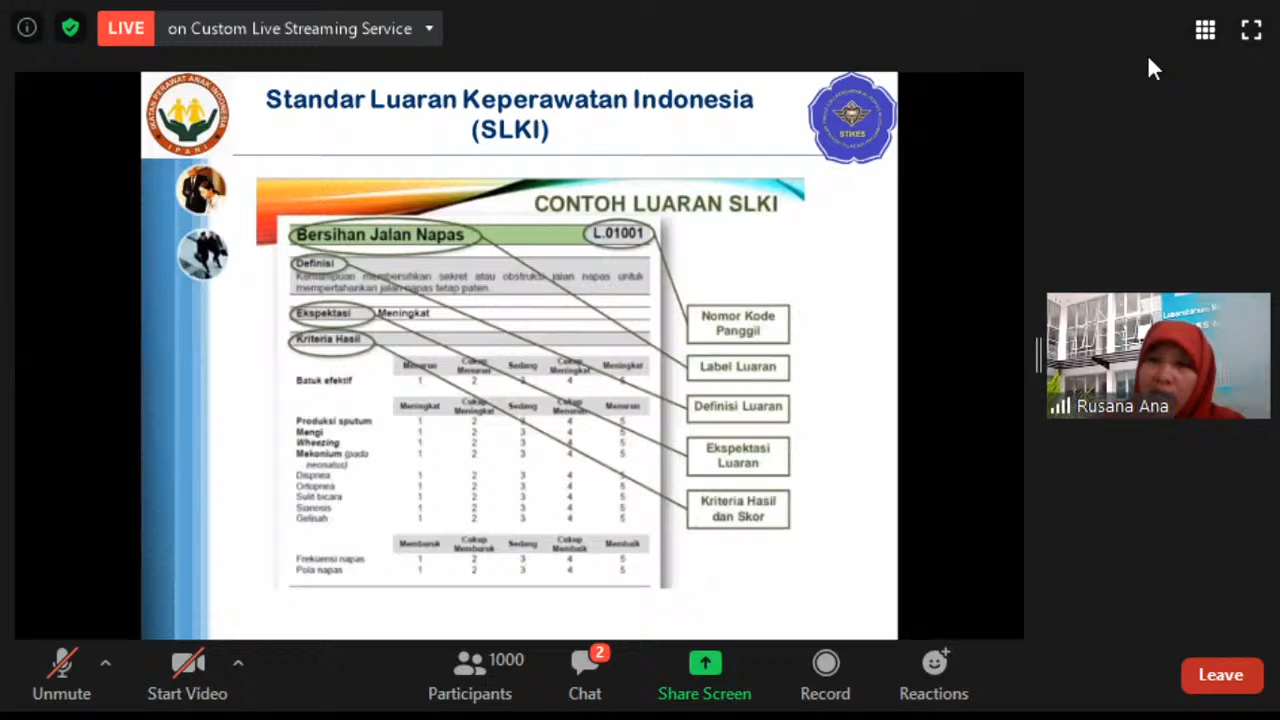 LIVE on Custom Live Streaming Service
IKATAN PERAWAT ANAK INDONESIA
IPANI
Standar Luaran Keperawatan Indonesia
(SLKI)
STIKES
CONTOH LUARAN SLKI
Bersihan Jalan Napas L.01001
Definisi
Kemampuan membersihkan sekret atau obstruksi jalan napas untuk
mempertahankan jalan napas tetap paten.
Ekspektasi Meningkat
Kriteria Hasil
Menurun Cukup Menurun Sedang Cukup Meningkat Meningkat
Batuk efektif 1 2 3 4 5
Meningkat Cukup Meningkat Sedang Cukup Menurun Menurun
Produksi sputum 1 2 3 4 5
Mengi 1 2 3 4 5
Wheezing 1 2 3 4 5
Mekonium (pada 1 2 3 4 5
neonatus)
Dispnea 1 2 3 4 5
Ortopnea 1 2 3 4 5
Sulit bicara 1 2 3 4 5
Sianosis 1 2 3 4 5
Gelisah 1 2 3 4 5
Memburuk Cukup Memburuk Sedang Cukup Membaik Membaik
Frekuensi napas 1 2 3 4 5
Pola napas 1 2 3 4 5
Nomor Kode
Panggil
Label Luaran
Definisi Luaran
Ekspektasi
Luaran
Kriteria Hasil
dan Skor
Rusana Ana
Unmute
Start Video
1000
Participants
2
Chat
Share Screen
Record
Reactions
Leave